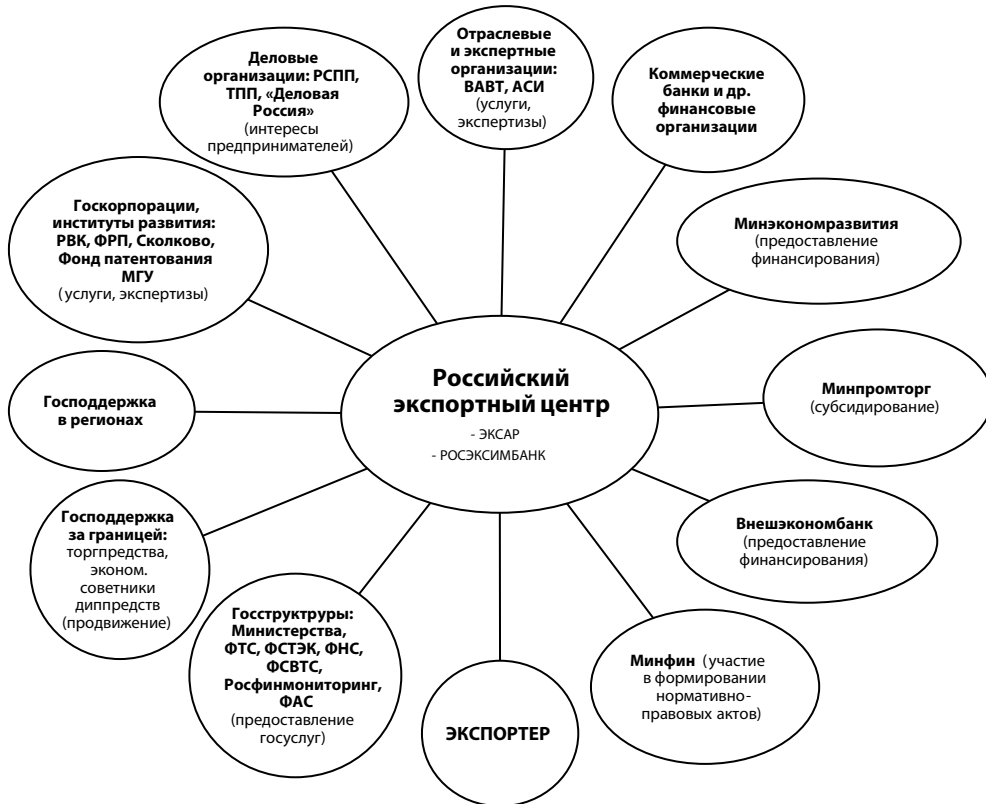 Деловые
организации: РСПП,
ТПП, «Деловая
Россия»
(интересы
предпринимателей)
Отраслевые
и экспертные
организации:
ВАВТ, АСИ
(услуги,
экспертизы)
Коммерческие
банки и др.
финансовые
организации
Госкорпорации,
институты развития:
РВК, ФРП, Сколково,
Фонд патентования
МГУ
(услуги, экспертизы)
Минэкономразвития
(предоставление
финансирования)
Российский
экспортный центр
- ЭКСАР
- РОСЭКСИМБАНК
Господдержка
в регионах
Минпромторг
(субсидирование)
Господдержка
за границей:
торгпредства,
эконом.
советники
диппредств
(продвижение)
Внешэкономбанк
(предоставление
финансирования)
Госструктруры:
Министерства,
ФТС, ФСТЭК, ФНС,
ФСВТС,
Росфинмониторинг,
ФАС
(предоставление
госуслуг)
ЭКСПОРТЕР
Минфин (участие
в формировании
нормативно-
правовых актов)